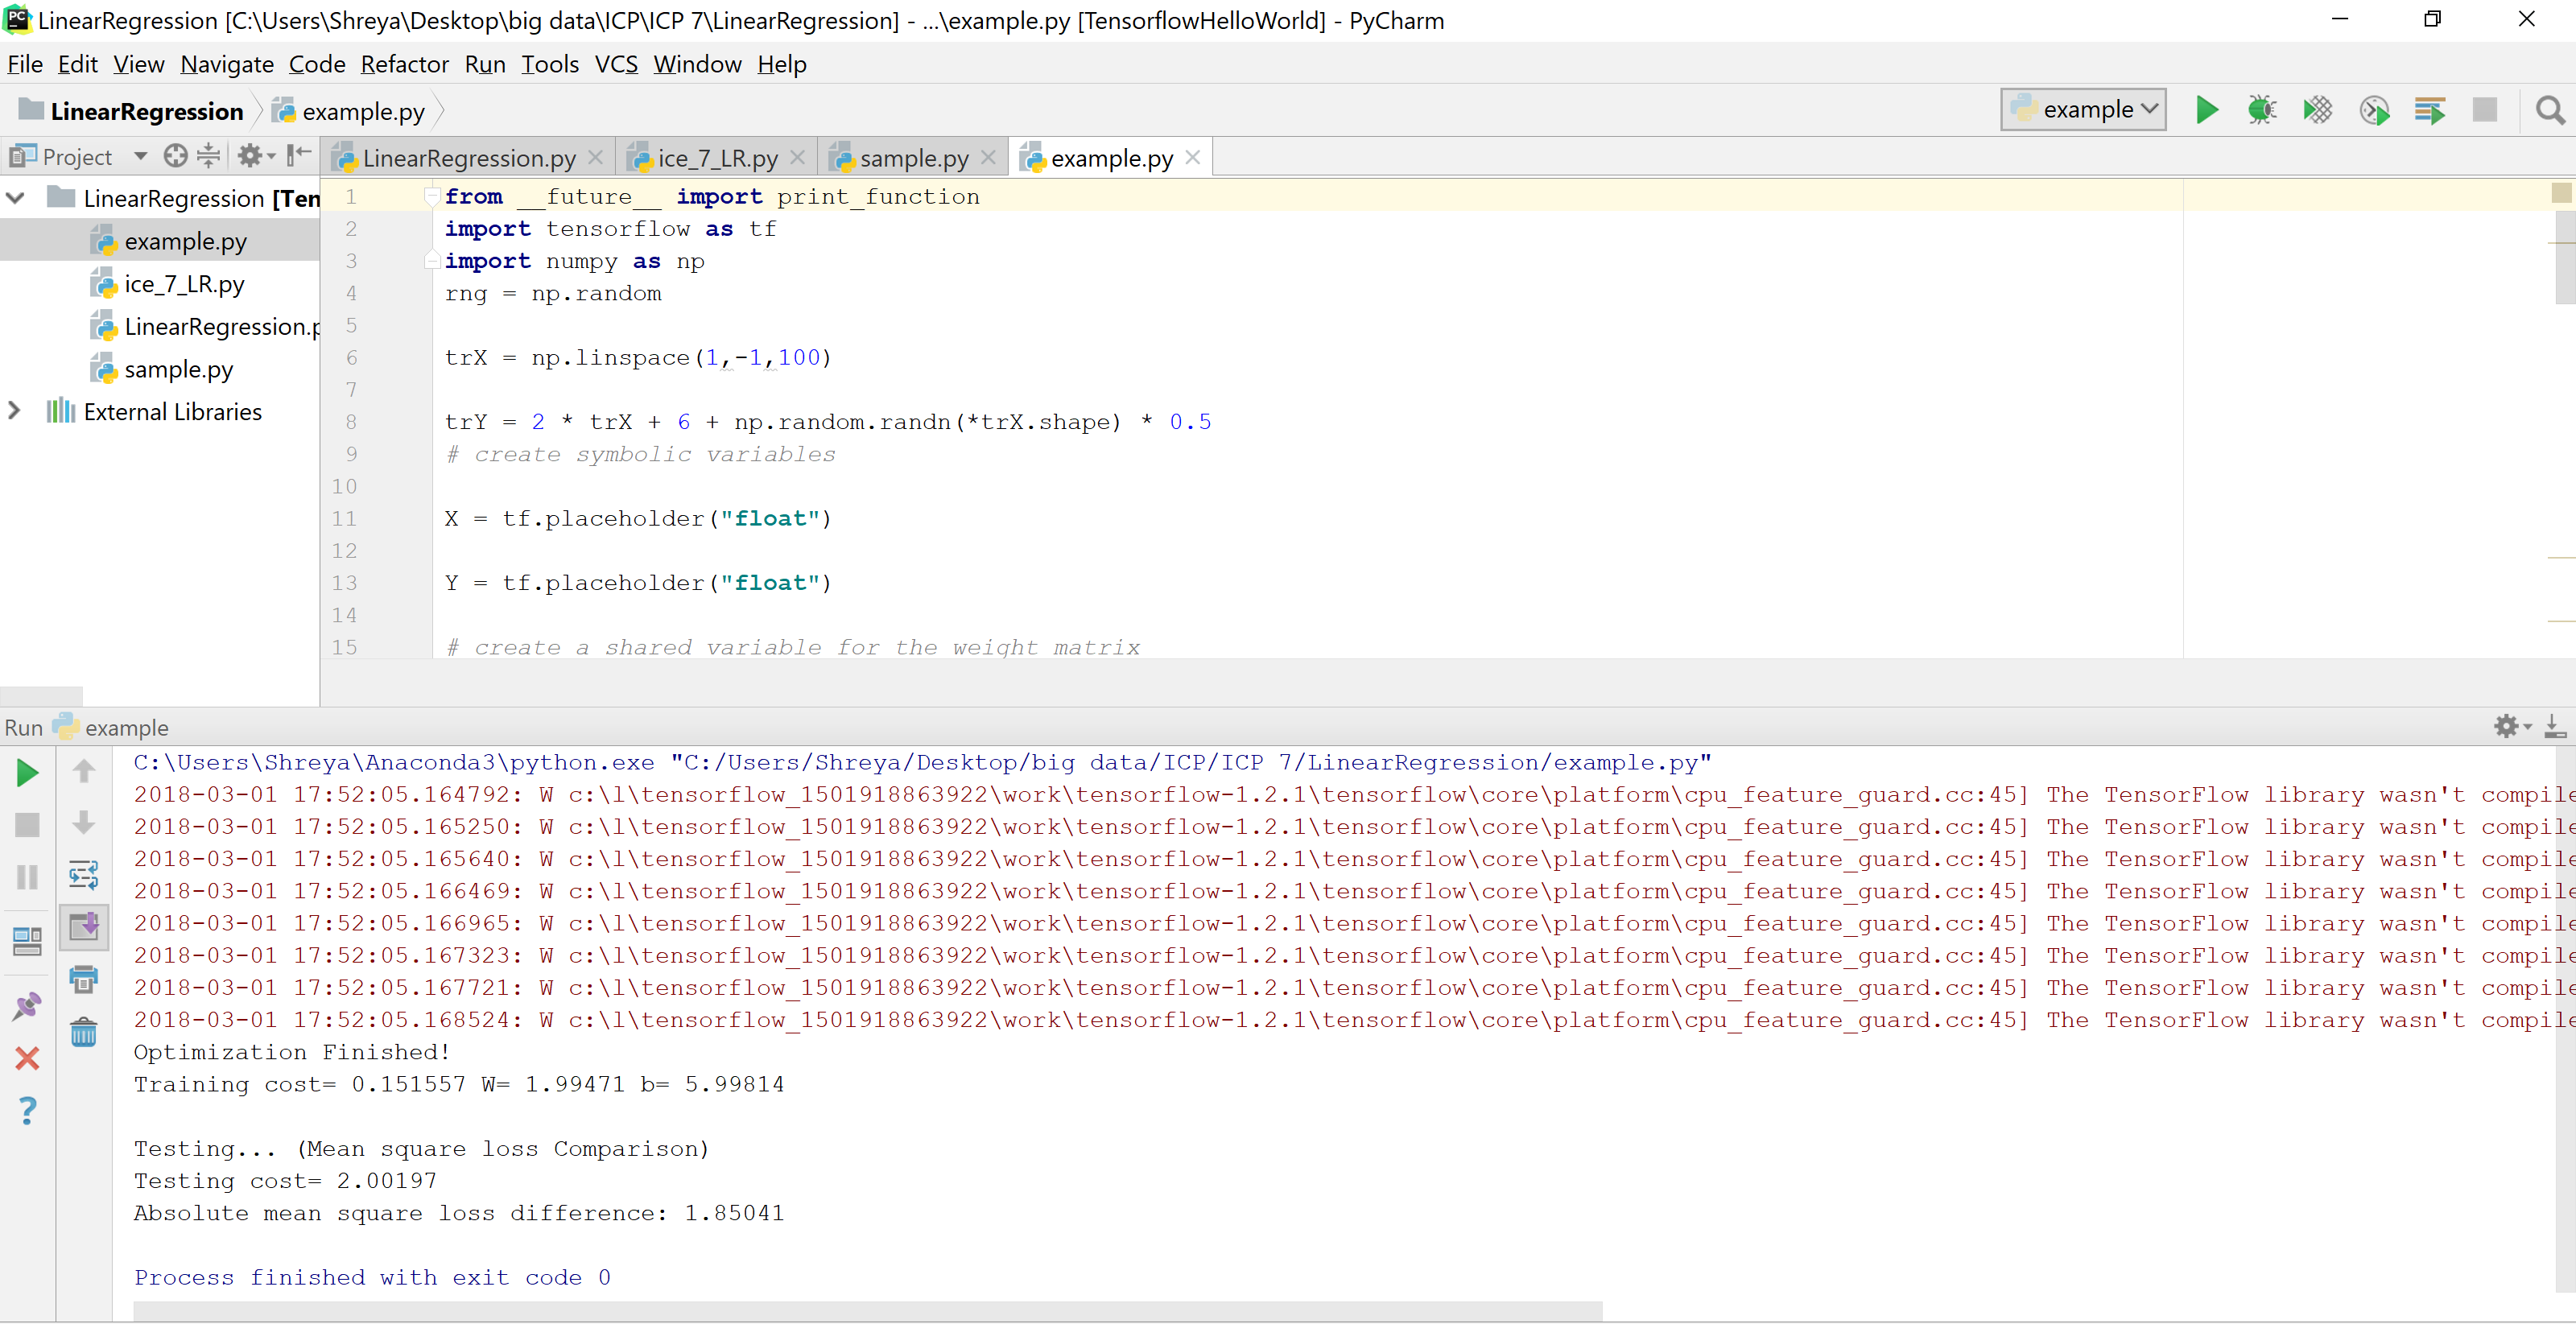 LinearRegression [C:\Users\Shreya\Desktop\big data\ICP\ICP 7\LinearRegression] - ...\example.py [TensorflowHelloWorld] - PyCharm
File Edit View Navigate Code Refactor Run Tools VCS Window Help
LinearRegression example.py example
Project LinearRegression.py ice_7_LR.py sample.py example.py
LinearRegression [Ten
example.py
ice_7_LR.py
LinearRegression.p
sample.py
External Libraries
1 from __future__ import print_function
2 import tensorflow as tf
3 import numpy as np
4 rng = np.random
5
6 trX = np.linspace(1,-1,100)
7
8 trY = 2 * trX + 6 + np.random.randn(*trX.shape) * 0.5
9 # create symbolic variables
10
11 X = tf.placeholder("float")
12
13 Y = tf.placeholder("float")
14
15 # create a shared variable for the weight matrix
Run example
C:\Users\Shreya\Anaconda3\python.exe "C:/Users/Shreya/Desktop/big data/ICP/ICP 7/LinearRegression/example.py"
2018-03-01 17:52:05.164792: W c:\l\tensorflow_1501918863922\work\tensorflow-1.2.1\tensorflow\core\platform\cpu_feature_guard.cc:45] The TensorFlow library wasn't compile
2018-03-01 17:52:05.165250: W c:\l\tensorflow_1501918863922\work\tensorflow-1.2.1\tensorflow\core\platform\cpu_feature_guard.cc:45] The TensorFlow library wasn't compile
2018-03-01 17:52:05.165640: W c:\l\tensorflow_1501918863922\work\tensorflow-1.2.1\tensorflow\core\platform\cpu_feature_guard.cc:45] The TensorFlow library wasn't compile
2018-03-01 17:52:05.166469: W c:\l\tensorflow_1501918863922\work\tensorflow-1.2.1\tensorflow\core\platform\cpu_feature_guard.cc:45] The TensorFlow library wasn't compile
2018-03-01 17:52:05.166965: W c:\l\tensorflow_1501918863922\work\tensorflow-1.2.1\tensorflow\core\platform\cpu_feature_guard.cc:45] The TensorFlow library wasn't compile
2018-03-01 17:52:05.167323: W c:\l\tensorflow_1501918863922\work\tensorflow-1.2.1\tensorflow\core\platform\cpu_feature_guard.cc:45] The TensorFlow library wasn't compile
2018-03-01 17:52:05.167721: W c:\l\tensorflow_1501918863922\work\tensorflow-1.2.1\tensorflow\core\platform\cpu_feature_guard.cc:45] The TensorFlow library wasn't compile
2018-03-01 17:52:05.168524: W c:\l\tensorflow_1501918863922\work\tensorflow-1.2.1\tensorflow\core\platform\cpu_feature_guard.cc:45] The TensorFlow library wasn't compile
Optimization Finished!
Training cost= 0.151557 W= 1.99471 b= 5.99814
Testing... (Mean square loss Comparison)
Testing cost= 2.00197
Absolute mean square loss difference: 1.85041
Process finished with exit code 0